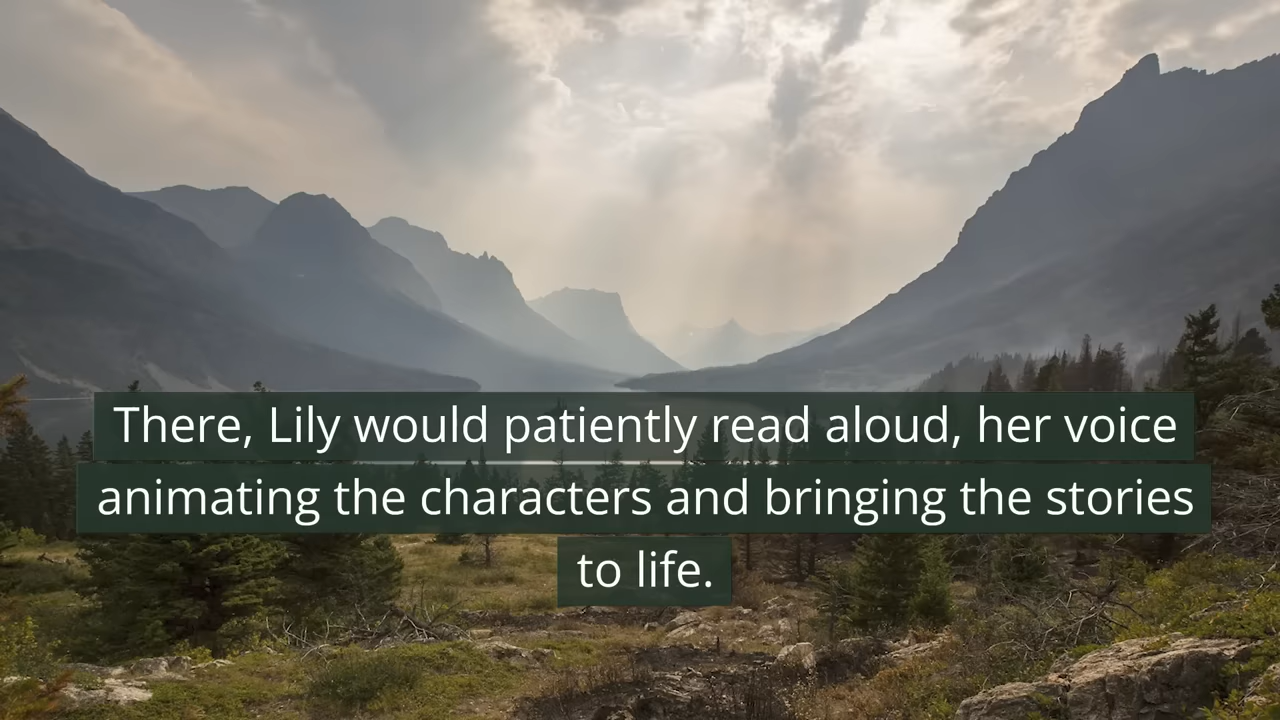 There, Lily would patiently read aloud, her voice
animating the characters and bringing the stories
to life.